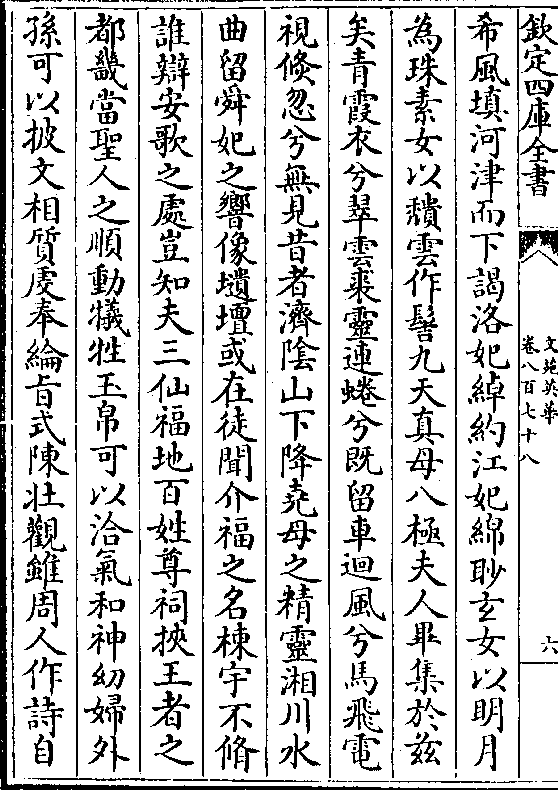 欽定四庫全書
文苑英華
卷八百七十八
六
希風填河津而下謁洛妃綽約江妃綿眇玄女以明月
為珠素女以纇雲作髻九天真母八極夫人畢集於兹
矣青霞衣兮翠雲裘靈連蜷兮既留車迴風兮馬飛電
視倐忽兮無見昔者濟隂山下降堯母之精靈湘川水
曲留舜妃之響像壝壇或在徒聞介福之名棟宇不脩
誰辯安歌之處豈知夫三仙福地百姓尊祠挾王者之
都畿當聖人之順動犧牲玉帛可以洽氣和神幼婦外
孫可以披文相質虔奉綸旨式陳壯觀雖周人作詩自